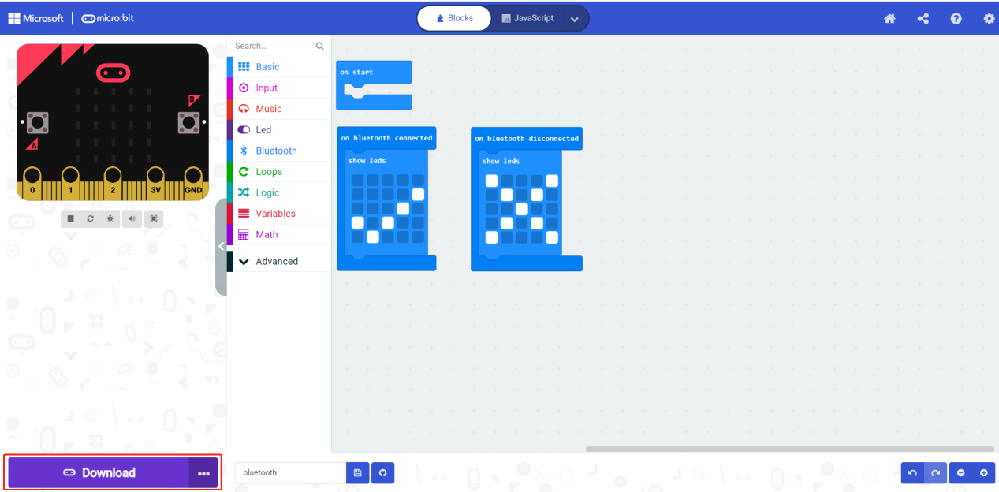 Microsoft micro:bit
Blocks JavaScript
Search...
Basic
Input
Music
Led
Bluetooth
Loops
Logic
Variables
Math
Advanced
B
A
0 1 2 3V GND
on start
on bluetooth connected
show leds
on bluetooth disconnected
show leds
Download
bluetooth